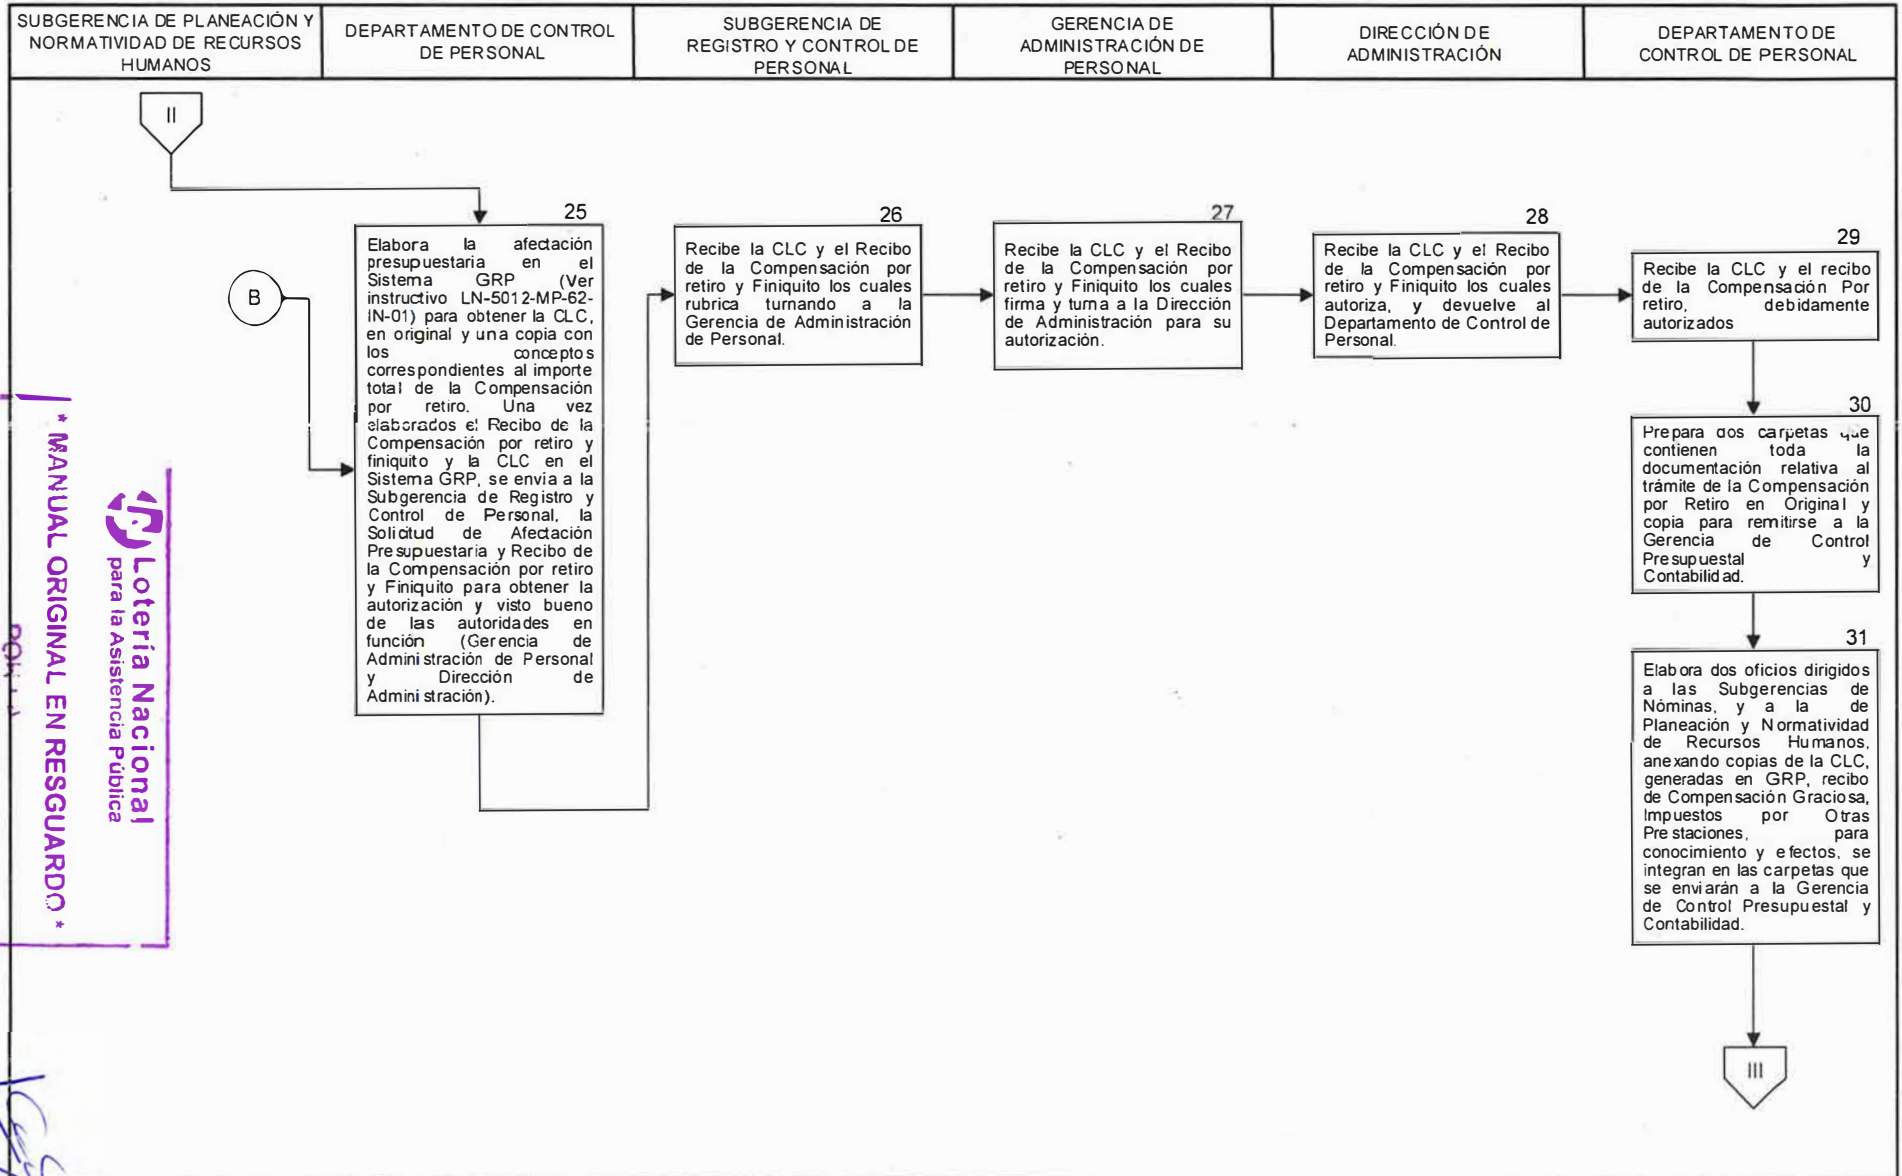 SUBGERENCIA DE PLANEACIÓN Y
NORMATIVIDAD DE RECURSOS
HUMANOS
DEPARTAMENTO DE CONTROL
DE PERSONAL
SUBGERENCIA DE
REGISTRO Y CONTROL DE
PERSONAL
GERENCIA DE
ADMINISTRACIÓN DE
PERSONAL
DIRECCIÓN DE
ADMINISTRACIÓN
DEPARTAMENTO DE
CONTROL DE PERSONAL
II
B
25
Elabora la afectación
presupuestaria en el
Sistema GRP (Ver
instructivo LN-5012-MP-62-
IN-01) para obtener la CLC,
en original y una copia con
los conceptos
correspondientes al importe
total de la Compensación
por retiro. Una vez
elaborados el Recibo de la
Compensación por retiro y
finiquito y la CLC en el
Sistema GRP, se envía a la
Subgerencia de Registro y
Control de Personal, la
Solicitud de Afectación
Presupuestaria y Recibo de
la Compensación por retiro
y Finiquito para obtener la
autorización y visto bueno
de las autoridades en
función (Gerencia de
Administración de Personal
y Dirección de
Administración).
26
Recibe la CLC y el Recibo
de la Compensación por
retiro y Finiquito los cuales
rubrica turnando a la
Gerencia de Administración
de Personal.
27
Recibe la CLC y el Recibo
de la Compensación por
retiro y Finiquito los cuales
firma y turna a la Dirección
de Administración para su
autorización.
28
Recibe la CLC y el Recibo
de la Compensación por
retiro y Finiquito los cuales
autoriza, y devuelve al
Departamento de Control de
Personal.
29
Recibe la CLC y el recibo
de la Compensación Por
retiro, debidamente
autorizados
30
Prepara dos carpetas que
contienen toda la
documentación relativa al
trámite de la Compensación
por Retiro en Original y
copia para remitirse a la
Gerencia de Control
Presupuestal y
Contabilidad.
31
Elabora dos oficios dirigidos
a las Subgerencias de
Nóminas, y a la de
Planeación y Normatividad
de Recursos Humanos,
anexando copias de la CLC,
generadas en GRP, recibo
de Compensación Graciosa,
Impuestos por Otras
Prestaciones, para
conocimiento y efectos, se
integran en las carpetas que
se enviarán a la Gerencia
de Control Presupuestal y
Contabilidad.
III
Lotería Nacional
para la Asistencia Pública
* MANUAL ORIGINAL EN RESGUARDO *